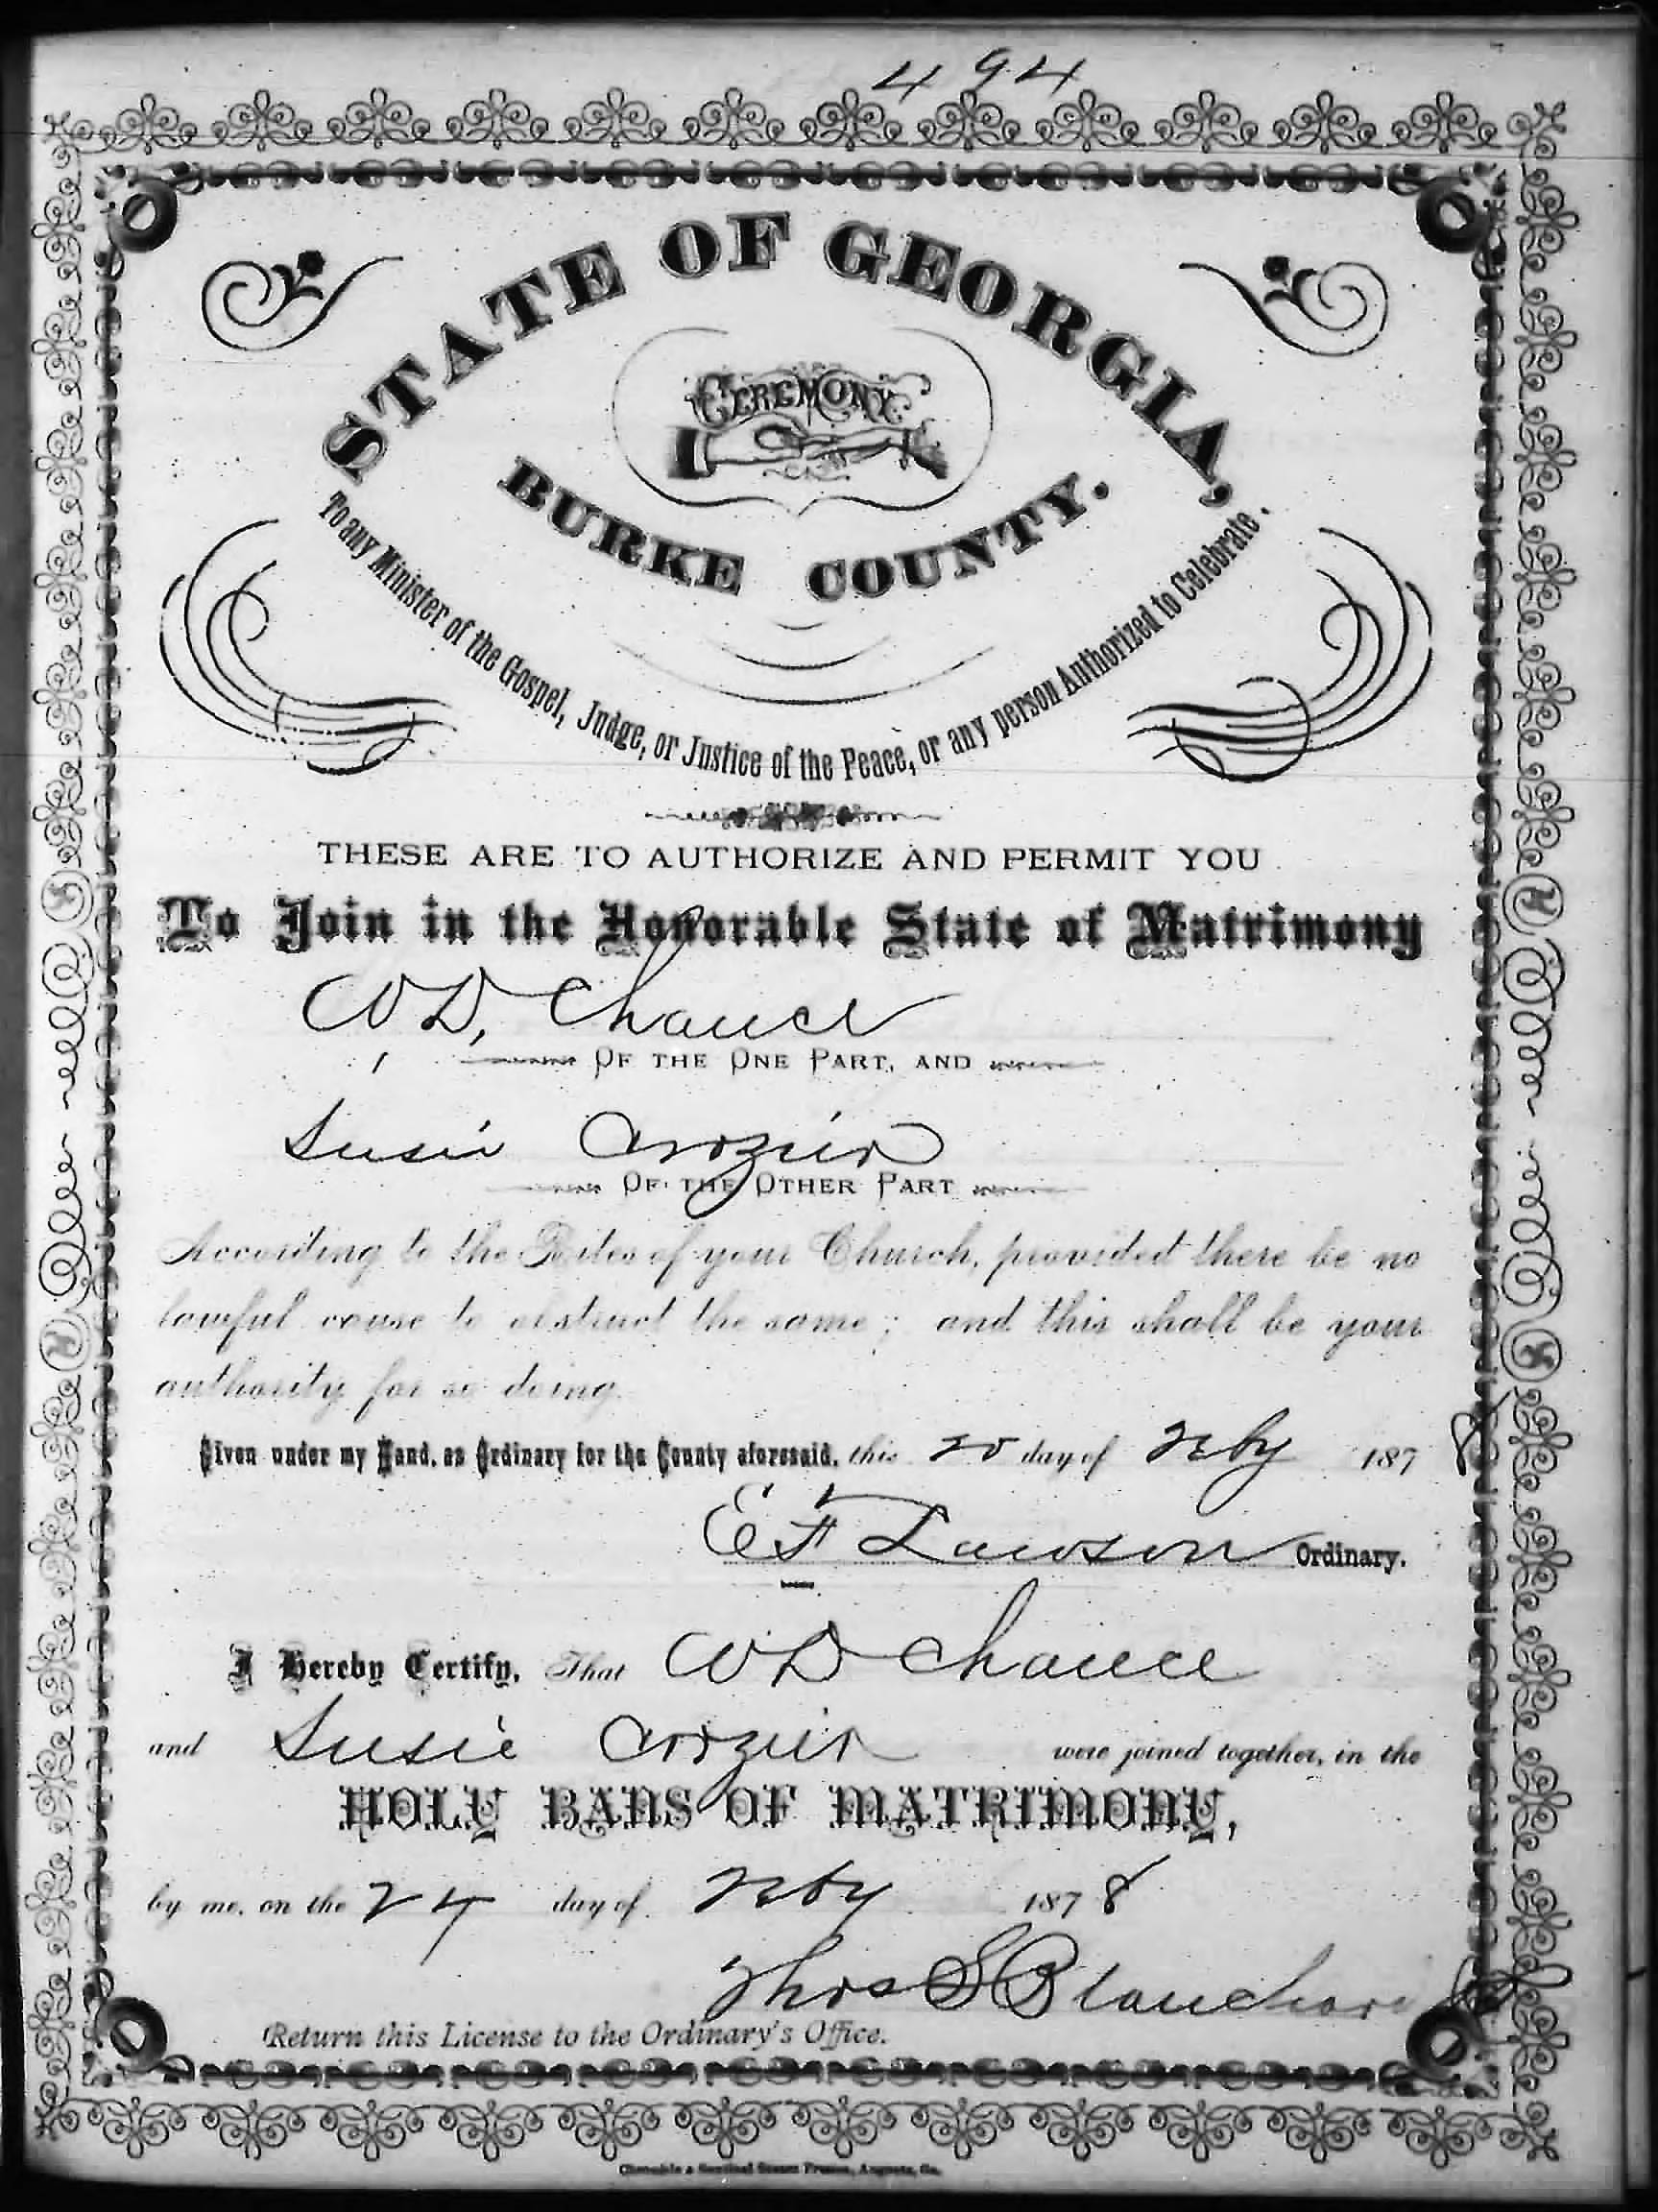 494
STATE OF GEORGIA,
CEREMONY
BURKE COUNTY.
To any Minister of the Gospel, Judge, or Justice of the Peace, or any person Authorized to Celebrate.
THESE ARE TO AUTHORIZE AND PERMIT YOU
To Join in the Honorable State of Matrimony
W D, Chance
OF THE ONE PART, AND
Susie Crozier
OF THE OTHER PART
According to the Rites of your Church, provided there be no
lawful cause to obstruct the same; and this shall be your
authority for so doing.
Given under my Hand, as Ordinary for the County aforesaid, this 20 day of Feby 1878
E F Lawson Ordinary.
I Hereby Certify, That W D Chance
and Susie Crozier were joined together, in the
HOLY BANS OF MATRIMONY,
by me, on the 24 day of Feby 1878
Thos S Blanchard
Return this License to the Ordinary's Office.
Chronicle & Sentinel Steam Presses, Augusta, Ga.